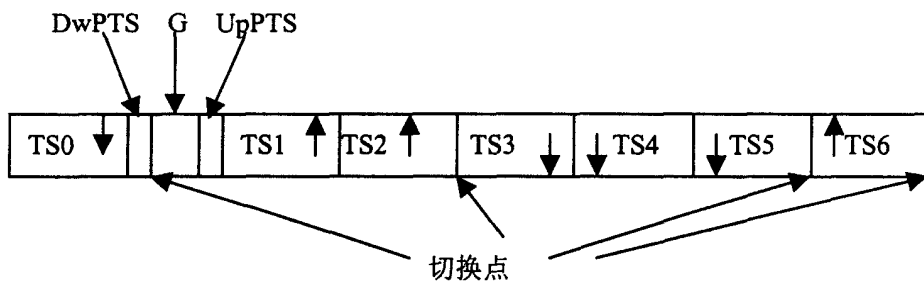 DwPTS G UpPTS
TS0 TS1 TS2 TS3 TS4 TS5 TS6
切换点